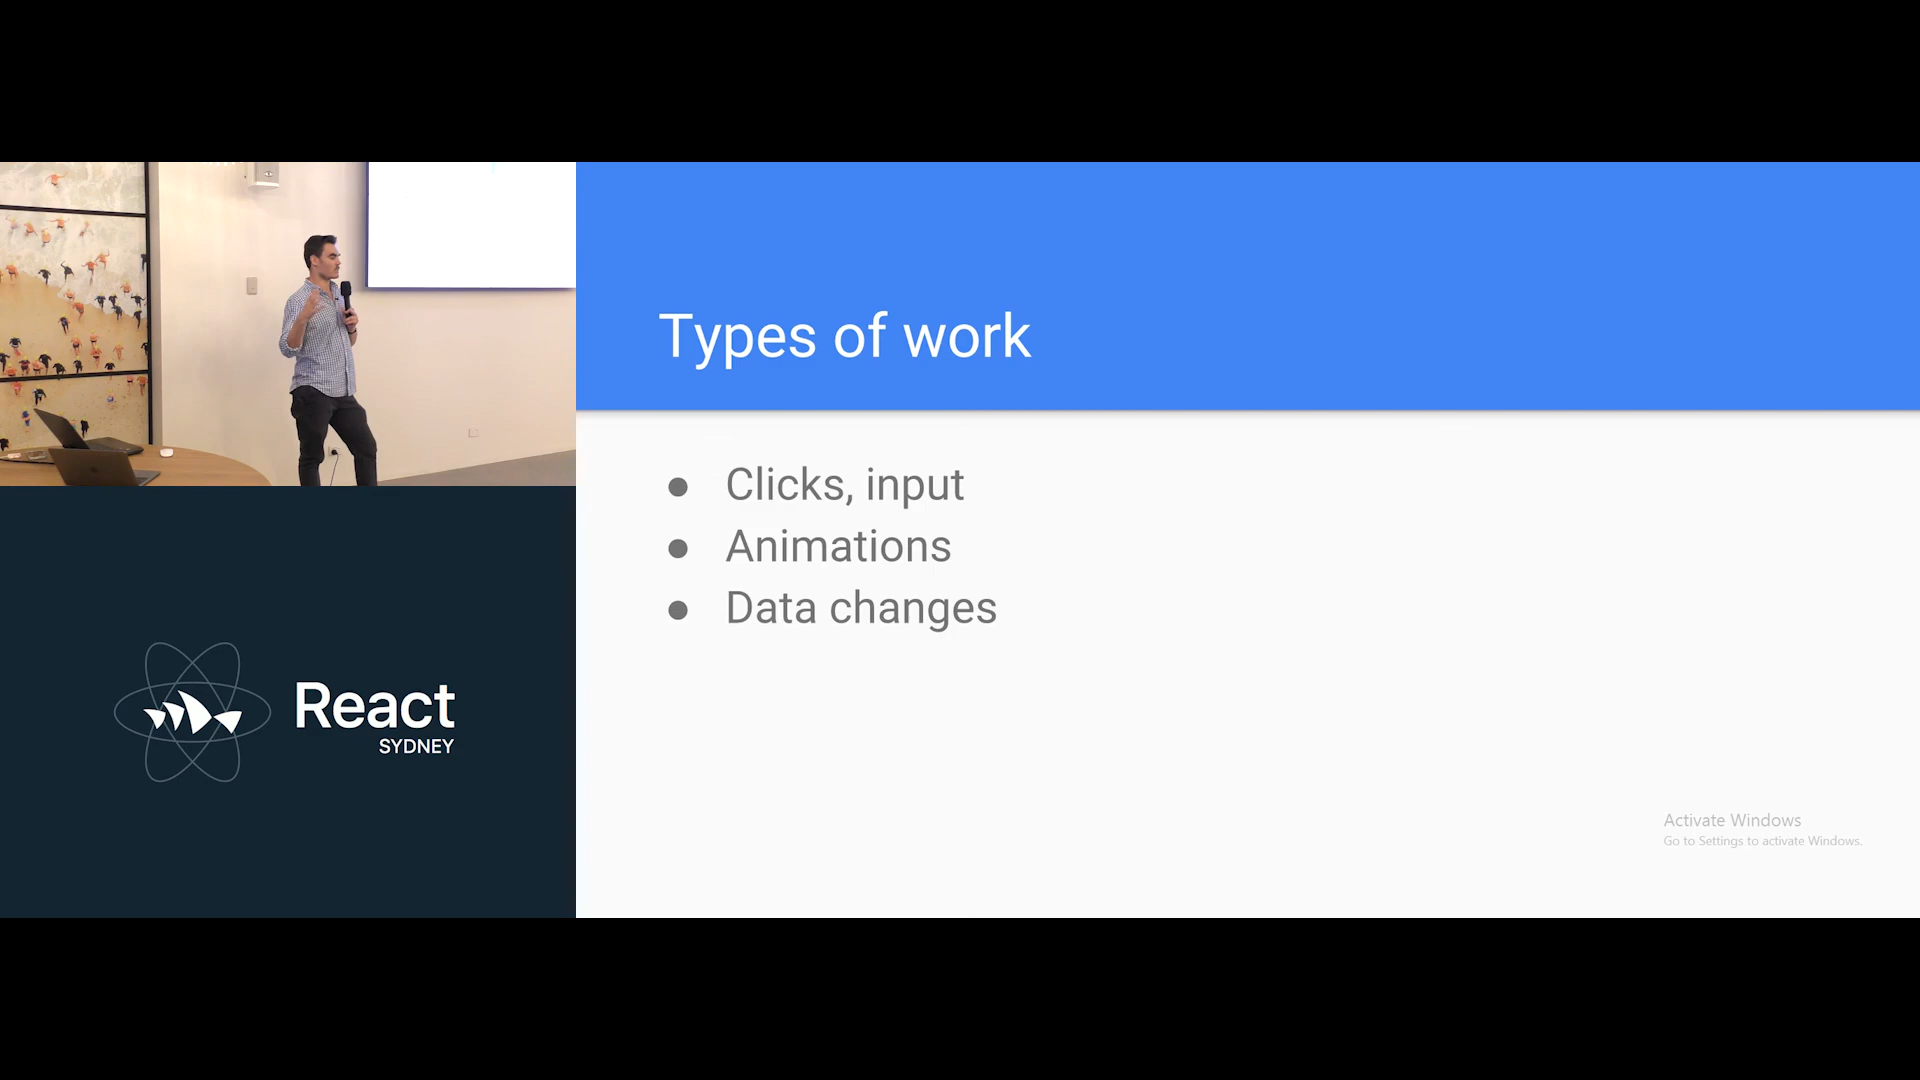 Types of work
Clicks, input
Animations
Data changes
React
SYDNEY
Activate Windows
Go to Settings to activate Windows.